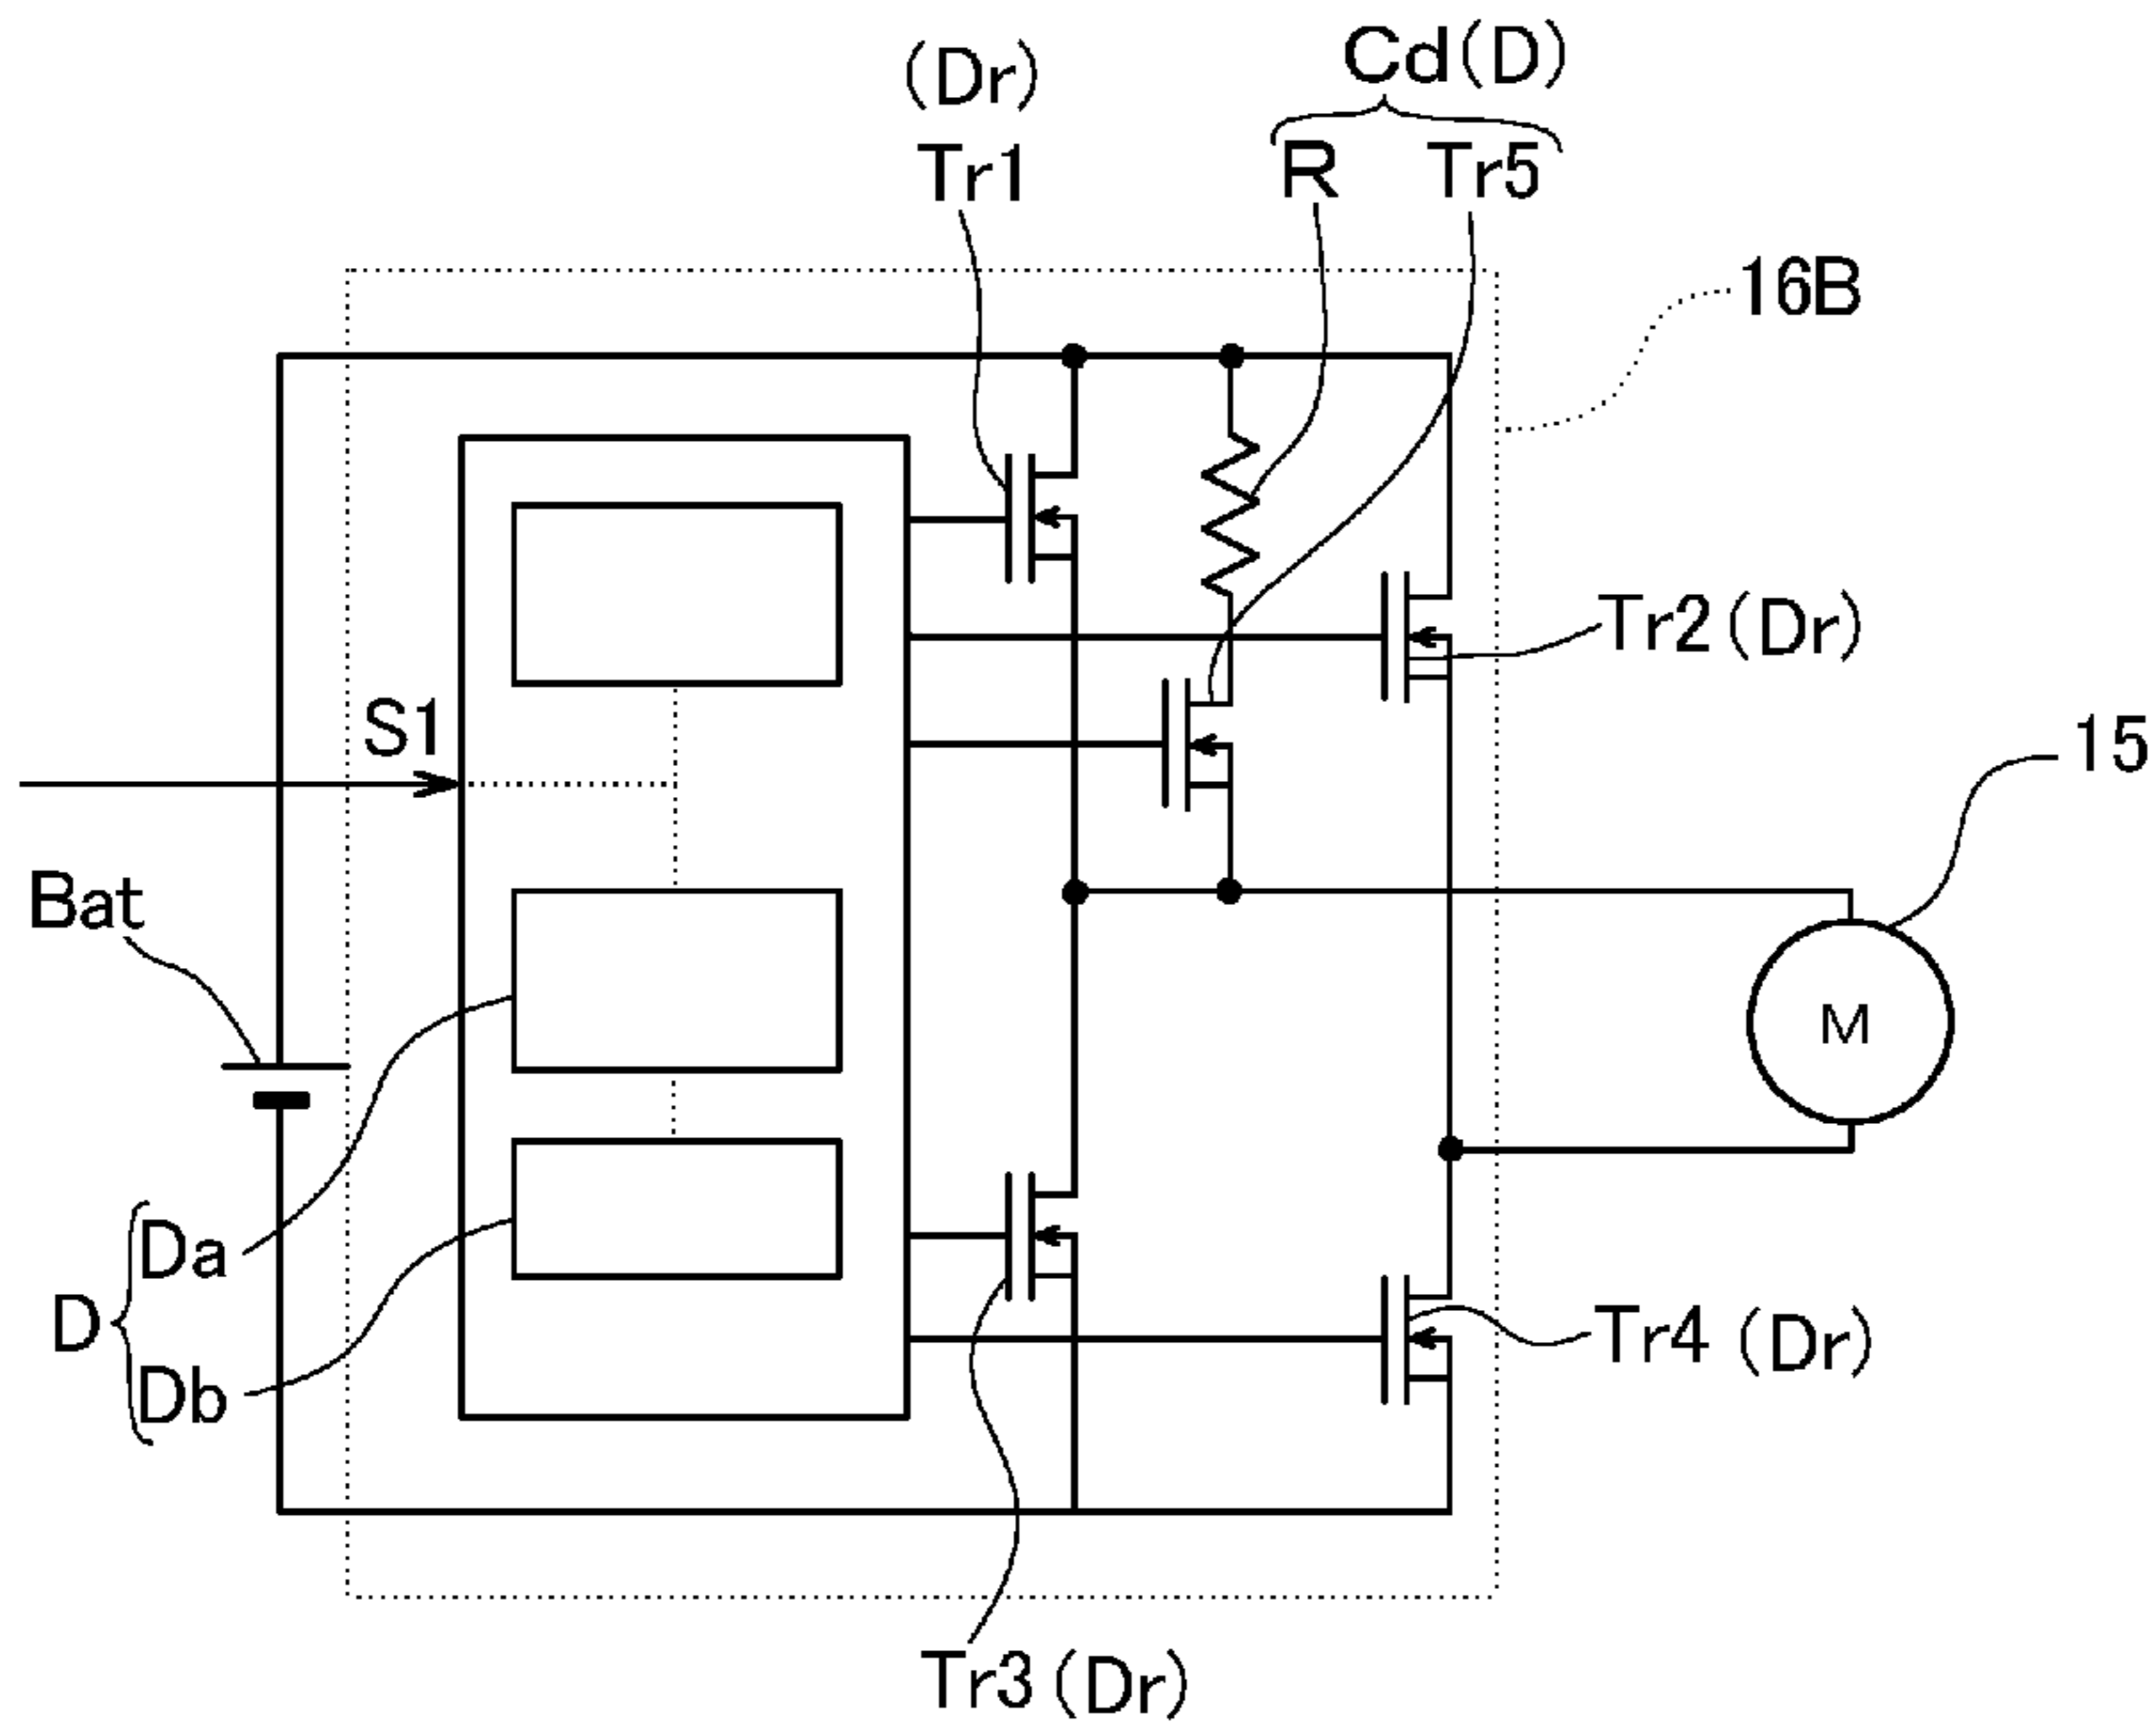 (Dr)
Tr1
Cd(D)
R Tr5
16B
Tr2(Dr)
S1
15
Bat
M
Da
D
Db
Tr4(Dr)
Tr3(Dr)